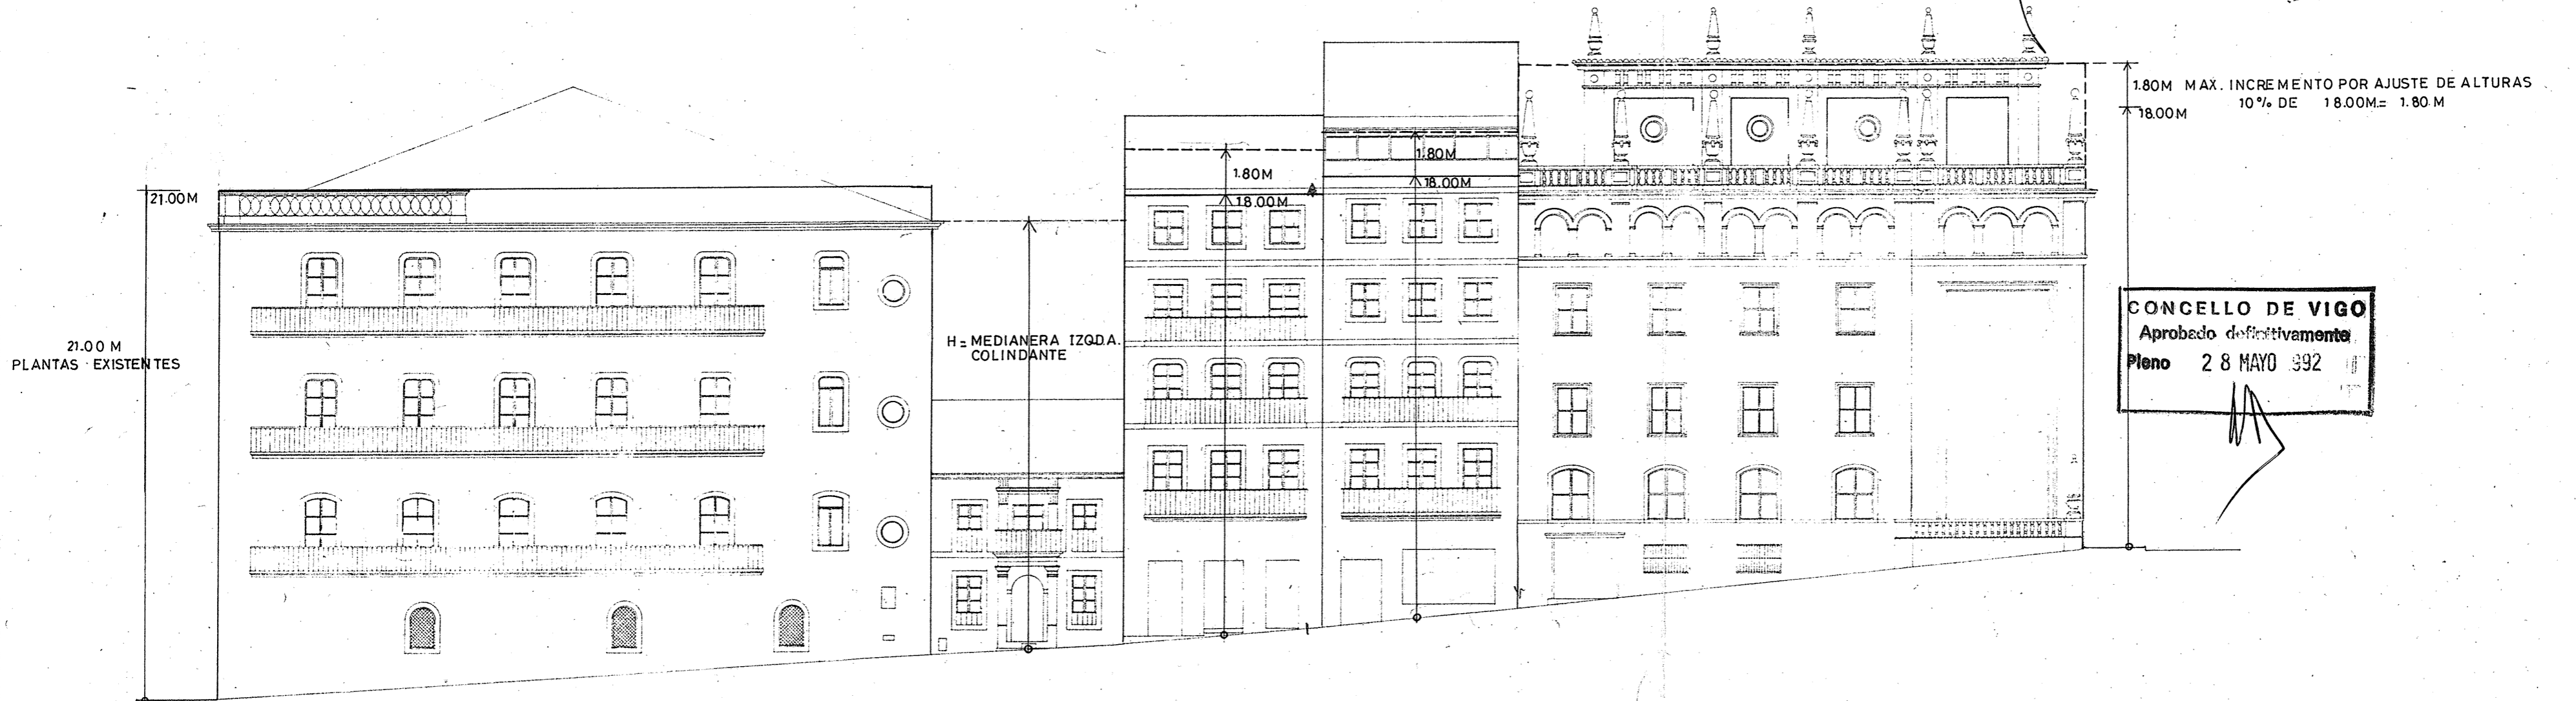 21.00M
21.00 M
PLANTAS EXISTENTES
H = MEDIANERA IZQDA.
COLINDANTE
1.80M
18.00M
1.80M
18.00M
1.80M MAX. INCREMENTO POR AJUSTE DE ALTURAS
10% DE 18.00M.= 1.80 M
18.00M
CONCELLO DE VIGO
Aprobado definitivamente
Pleno 28 MAYO 992